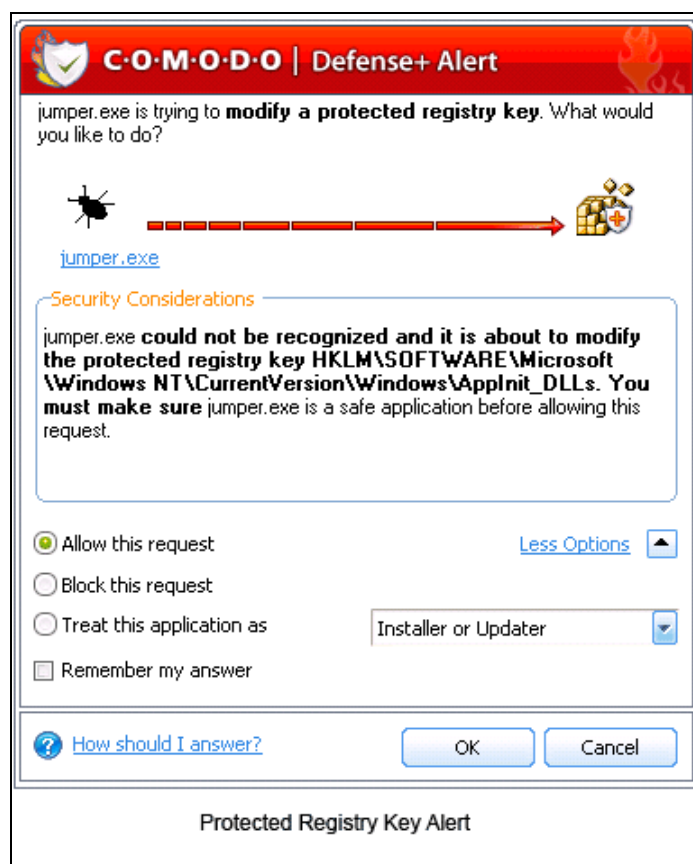 C·O·M·O·D·O | Defense+ Alert
jumper.exe is trying to modify a protected registry key. What would
you like to do?
jumper.exe
Security Considerations
jumper.exe could not be recognized and it is about to modify
the protected registry key HKLM\SOFTWARE\Microsoft
\Windows NT\CurrentVersion\Windows\AppInit_DLLs. You
must make sure jumper.exe is a safe application before allowing this
request.
Allow this request
Less Options
Block this request
Treat this application as
Installer or Updater
Remember my answer
How should I answer?
OK
Cancel
Protected Registry Key Alert